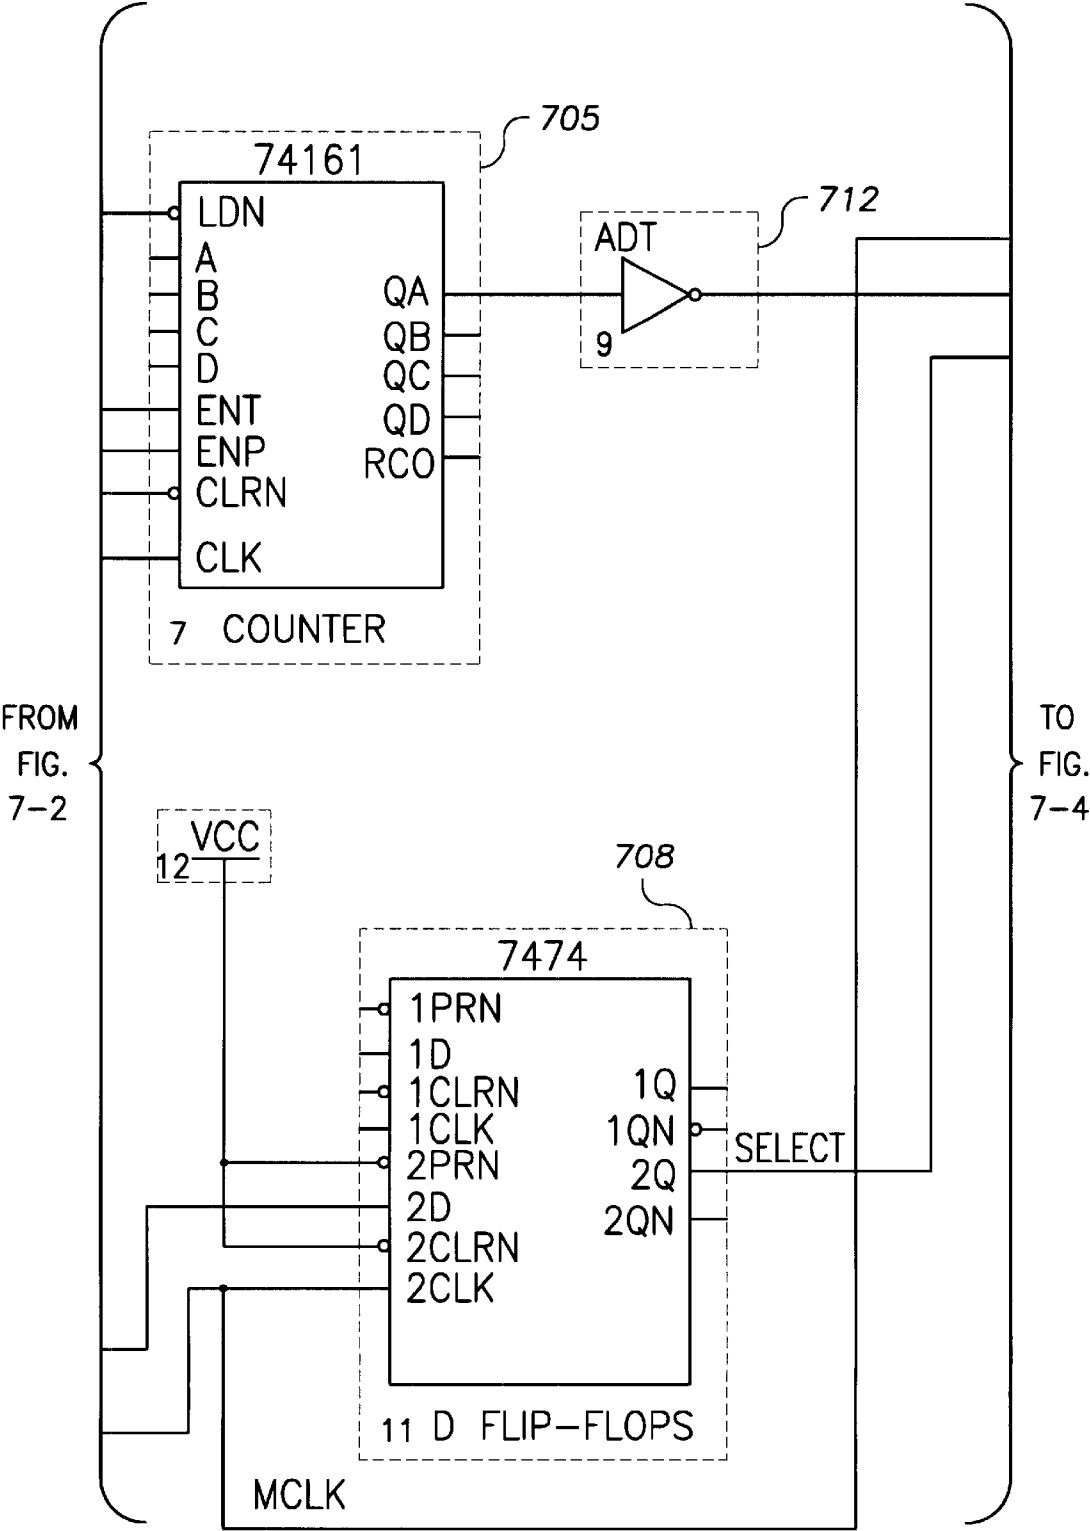 705
74161
LDN
A
B
C
D
ENT
ENP
CLRN
CLK
QA
QB
QC
QD
RCO
7 COUNTER
712
ADT
9
FROM
FIG.
7-2
TO
FIG.
7-4
VCC
12
708
7474
1PRN
1D
1CLRN
1CLK
2PRN
2D
2CLRN
2CLK
1Q
1QN
2Q
2QN
SELECT
11 D FLIP-FLOPS
MCLK